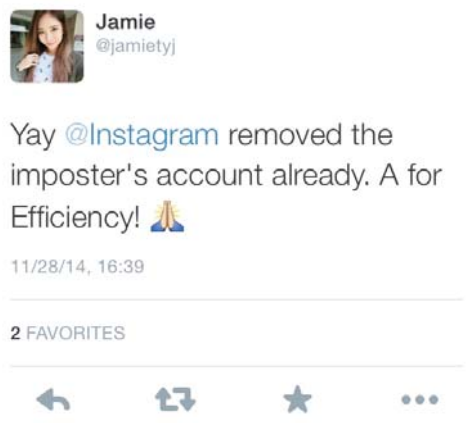 Jamie
@jamietyj
Yay @Instagram removed the
imposter's account already. A for
Efficiency! 🙏
11/28/14, 16:39
2 FAVORITES